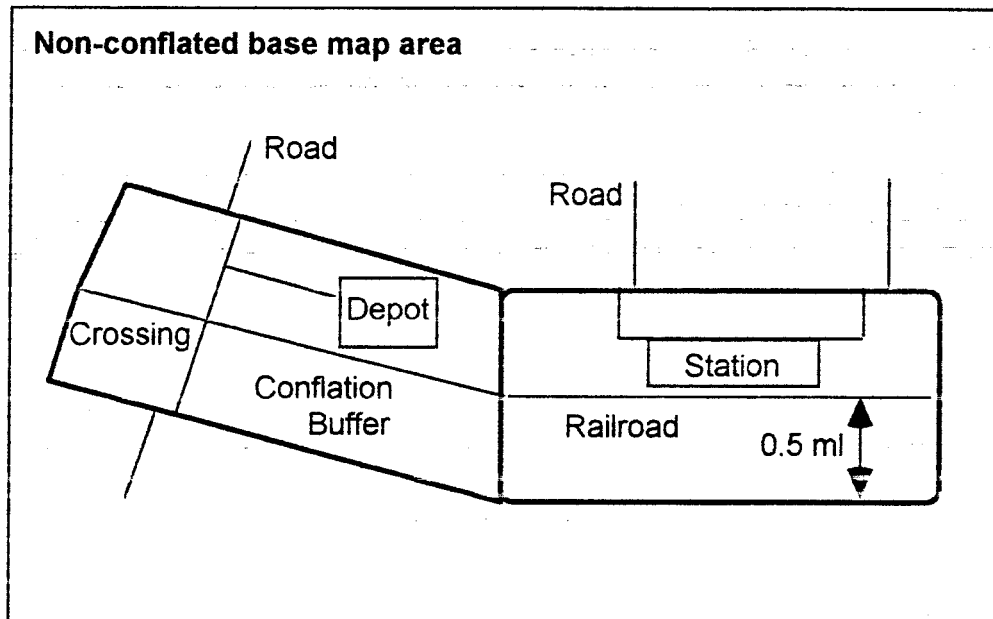 Non-conflated base map area
Road
Road
Depot
Crossing
Station
Conflation
Buffer
Railroad
0.5 ml